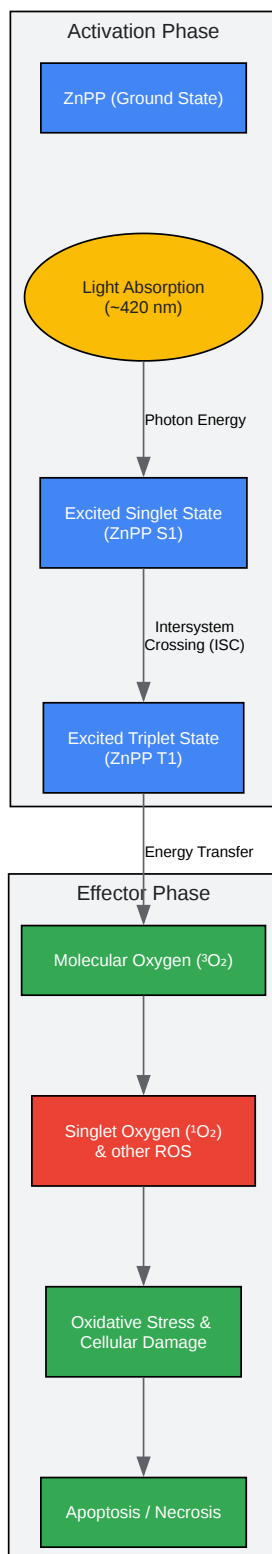 Activation Phase
ZnPP (Ground State)
Light Absorption
(~420 nm)
Photon Energy
Excited Singlet State
(ZnPP S1)
Intersystem
Crossing (ISC)
Excited Triplet State
(ZnPP T1)
Energy Transfer
Effector Phase
Molecular Oxygen (³O₂)
Singlet Oxygen (¹O₂)
& other ROS
Oxidative Stress &
Cellular Damage
Apoptosis / Necrosis